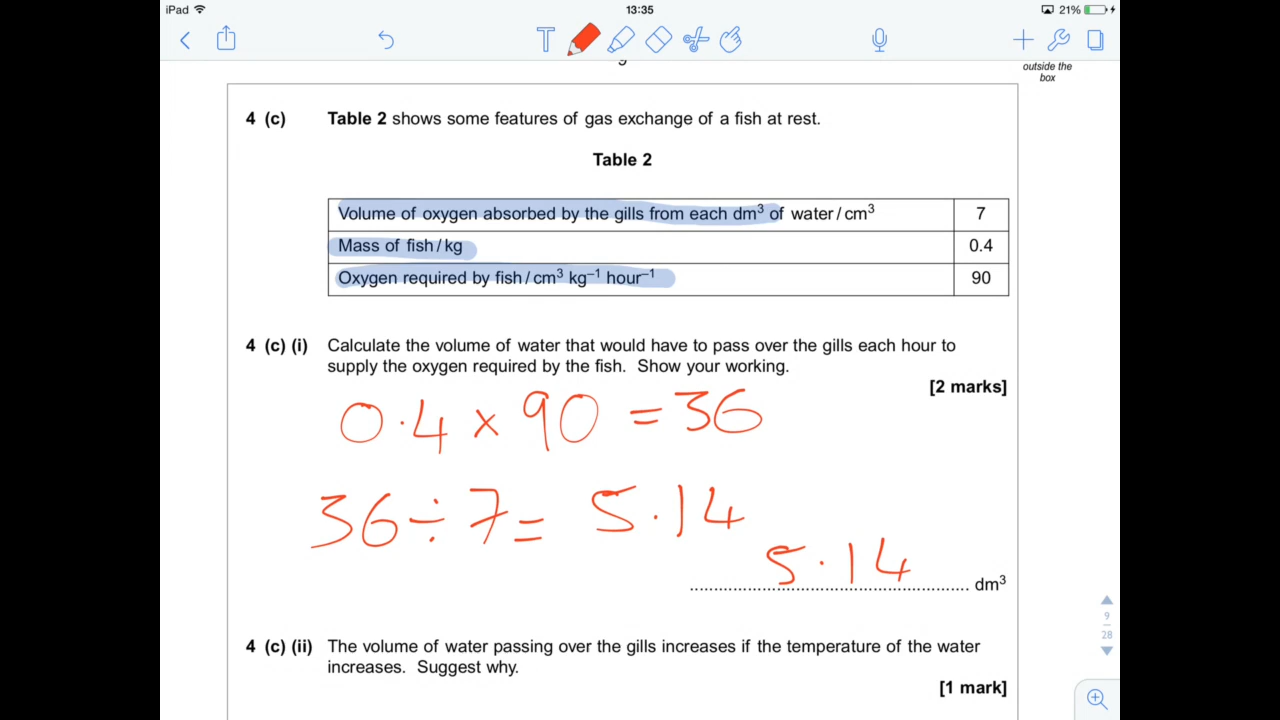 iPad 13:35 21%
outside the
box
4 (c) Table 2 shows some features of gas exchange of a fish at rest.
Table 2
Volume of oxygen absorbed by the gills from each dm³ of water / cm³ 7
Mass of fish / kg 0.4
Oxygen required by fish / cm³ kg⁻¹ hour⁻¹ 90
4 (c) (i) Calculate the volume of water that would have to pass over the gills each hour to
supply the oxygen required by the fish. Show your working.
[2 marks]
0.4 × 90 = 36
36 ÷ 7 = 5.14
5.14
dm³
4 (c) (ii) The volume of water passing over the gills increases if the temperature of the water
increases. Suggest why.
[1 mark]
9
28